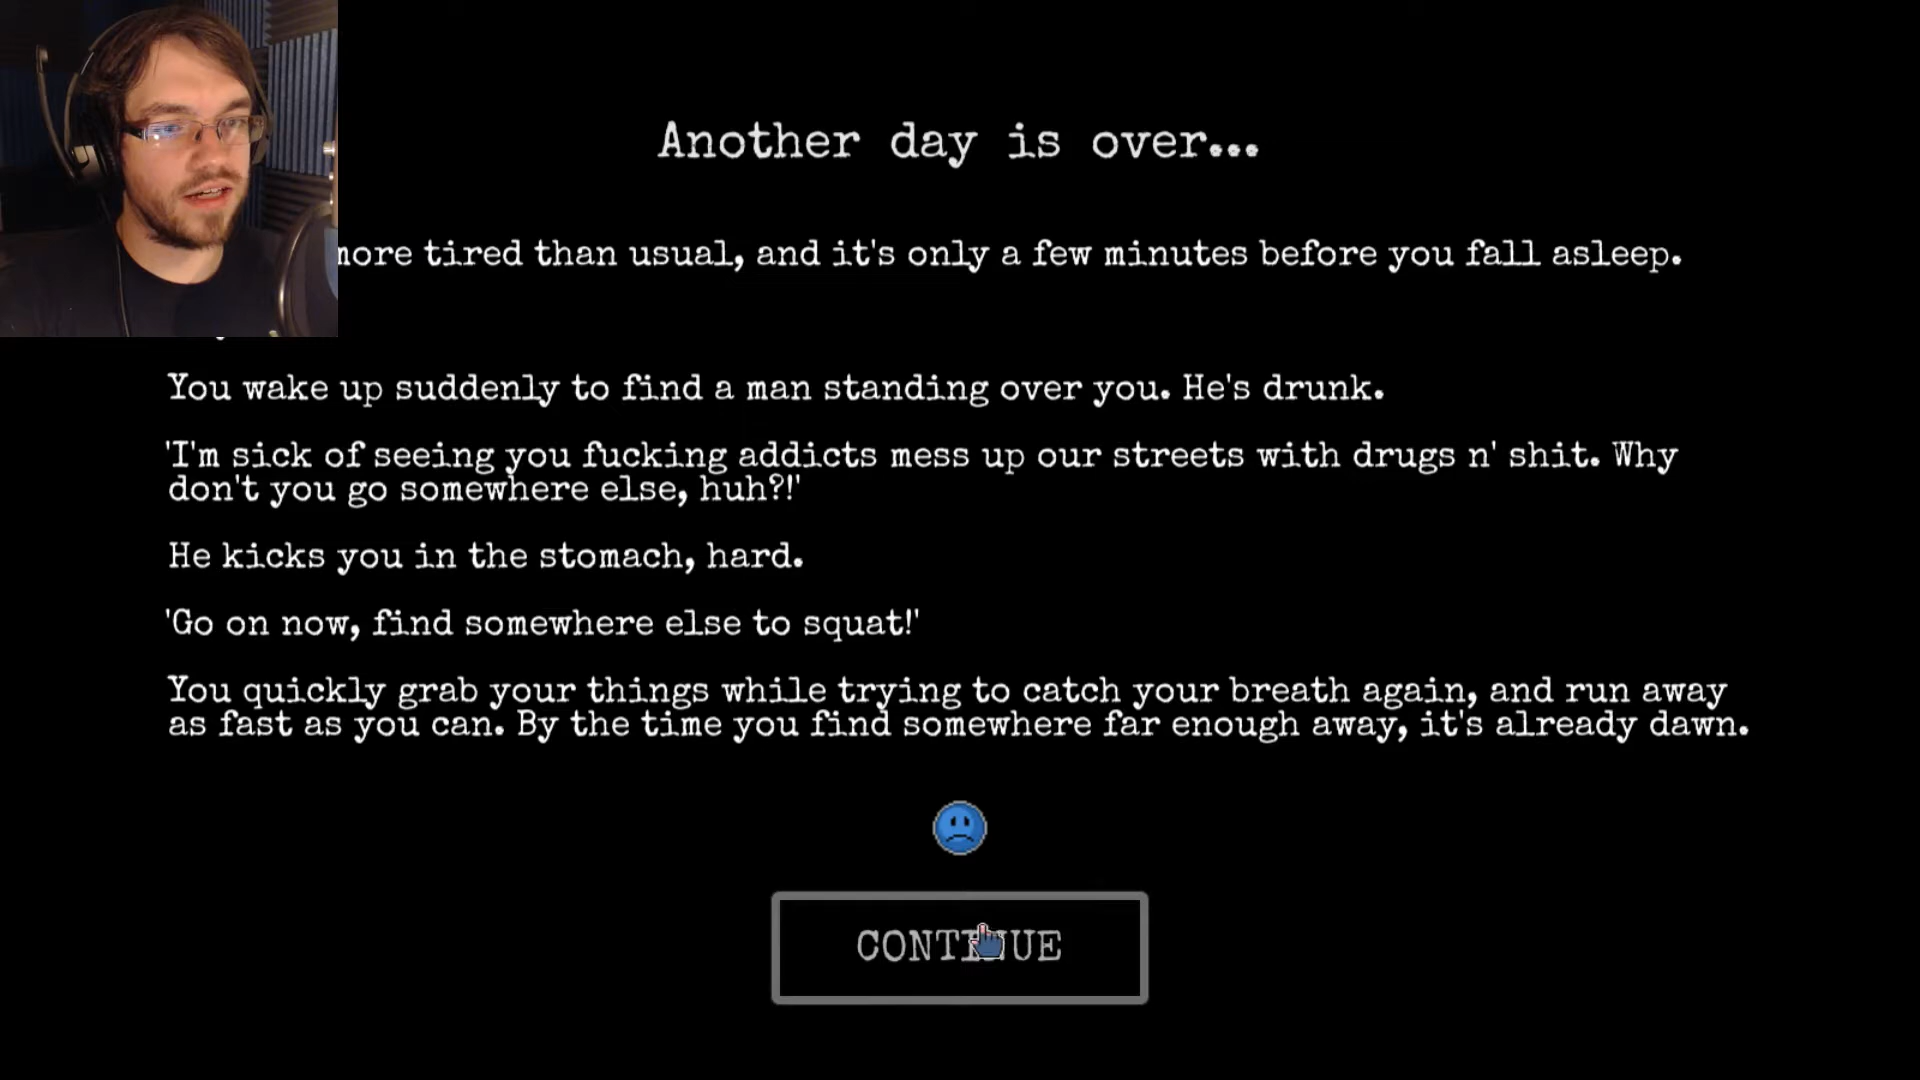 Another day is over...
more tired than usual, and it's only a few minutes before you fall asleep.
You wake up suddenly to find a man standing over you. He's drunk.
'I'm sick of seeing you fucking addicts mess up our streets with drugs n' shit. Why
don't you go somewhere else, huh?!'
He kicks you in the stomach, hard.
'Go on now, find somewhere else to squat!'
You quickly grab your things while trying to catch your breath again, and run away
as fast as you can. By the time you find somewhere far enough away, it's already dawn.
CONTINUE